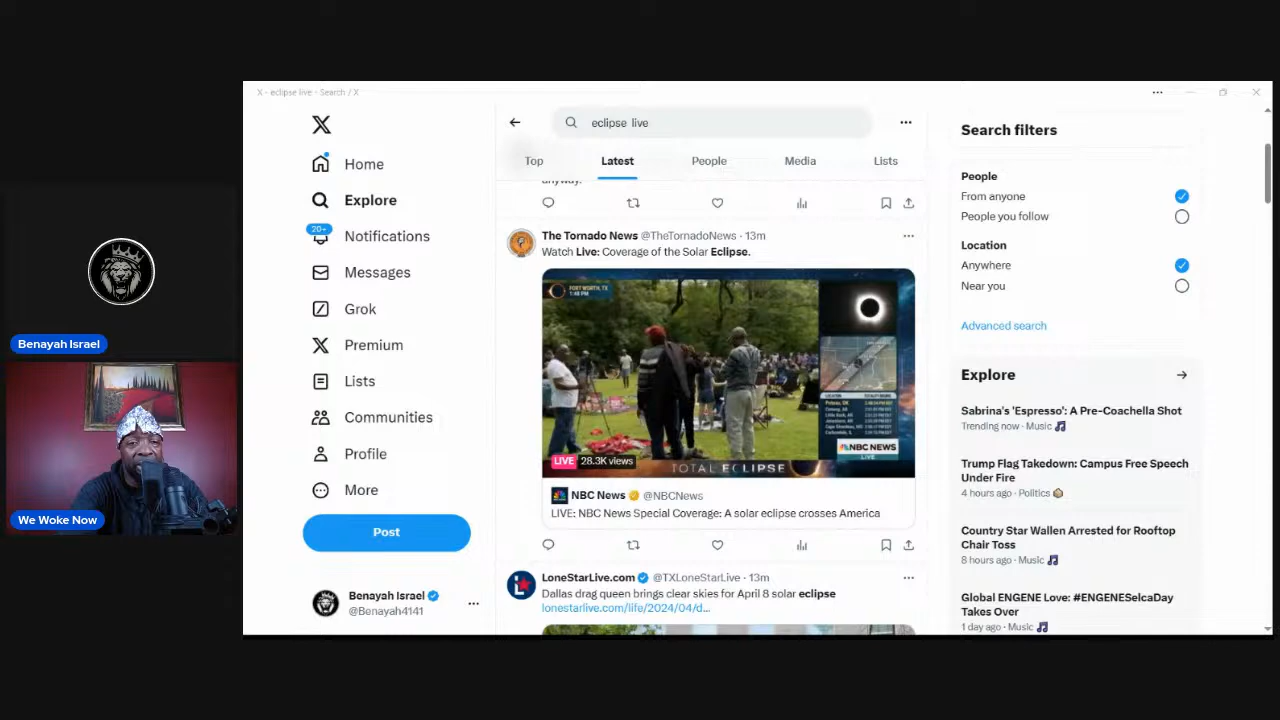 X - eclipse live - Search / X
eclipse live
Home
Explore
20+
Notifications
Messages
Grok
Premium
Lists
Communities
Profile
More
Post
Benayah Israel
@Benayah4141
Top
Latest
People
Media
Lists
anyway.
The Tornado News @TheTornadoNews · 13m
Watch Live: Coverage of the Solar Eclipse.
FORT WORTH, TX
1:48 PM
NBC NEWS
LIVE
LIVE 28.3K views
TOTAL ECLIPSE
NBC News @NBCNews
LIVE: NBC News Special Coverage: A solar eclipse crosses America
LoneStarLive.com @TXLoneStarLive · 13m
Dallas drag queen brings clear skies for April 8 solar eclipse
lonestarlive.com/life/2024/04/d...
Search filters
People
From anyone
People you follow
Location
Anywhere
Near you
Advanced search
Explore
Sabrina's 'Espresso': A Pre-Coachella Shot
Trending now · Music
Trump Flag Takedown: Campus Free Speech
Under Fire
4 hours ago · Politics
Country Star Wallen Arrested for Rooftop
Chair Toss
8 hours ago · Music
Global ENGENE Love: #ENGENESelcaDay
Takes Over
1 day ago · Music
Benayah Israel
We Woke Now